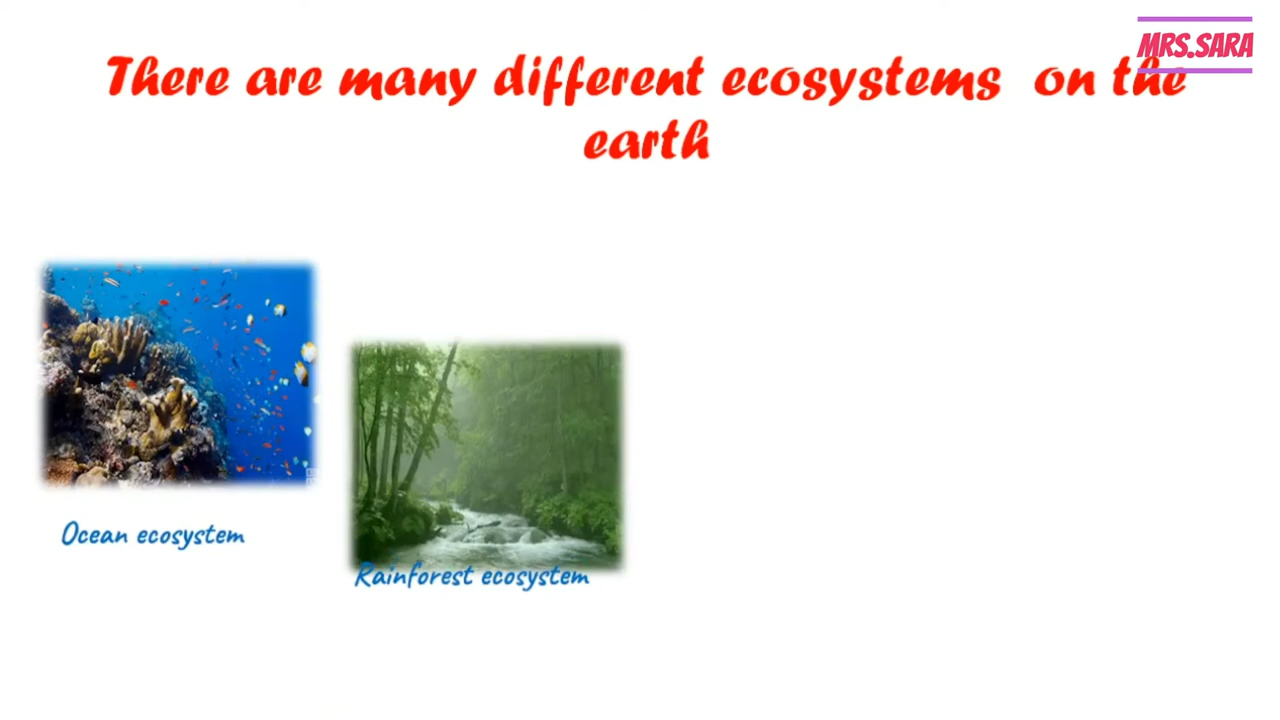 MRS.SARA
There are many different ecosystems on the
earth
Ocean ecosystem
Rainforest ecosystem